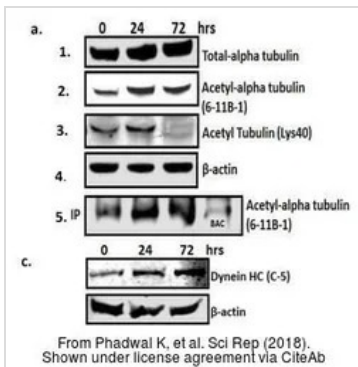 a. 0 24 72 hrs
1. Total-alpha tubulin
2. Acetyl-alpha tubulin
(6-11B-1)
3. Acetyl Tubulin (Lys40)
4. β-actin
5. IP BAC Acetyl-alpha tubulin
(6-11B-1)
0 24 72 hrs
c. Dynein HC (C-5)
β-actin
From Phadwal K, et al. Sci Rep (2018).
Shown under license agreement via CiteAb